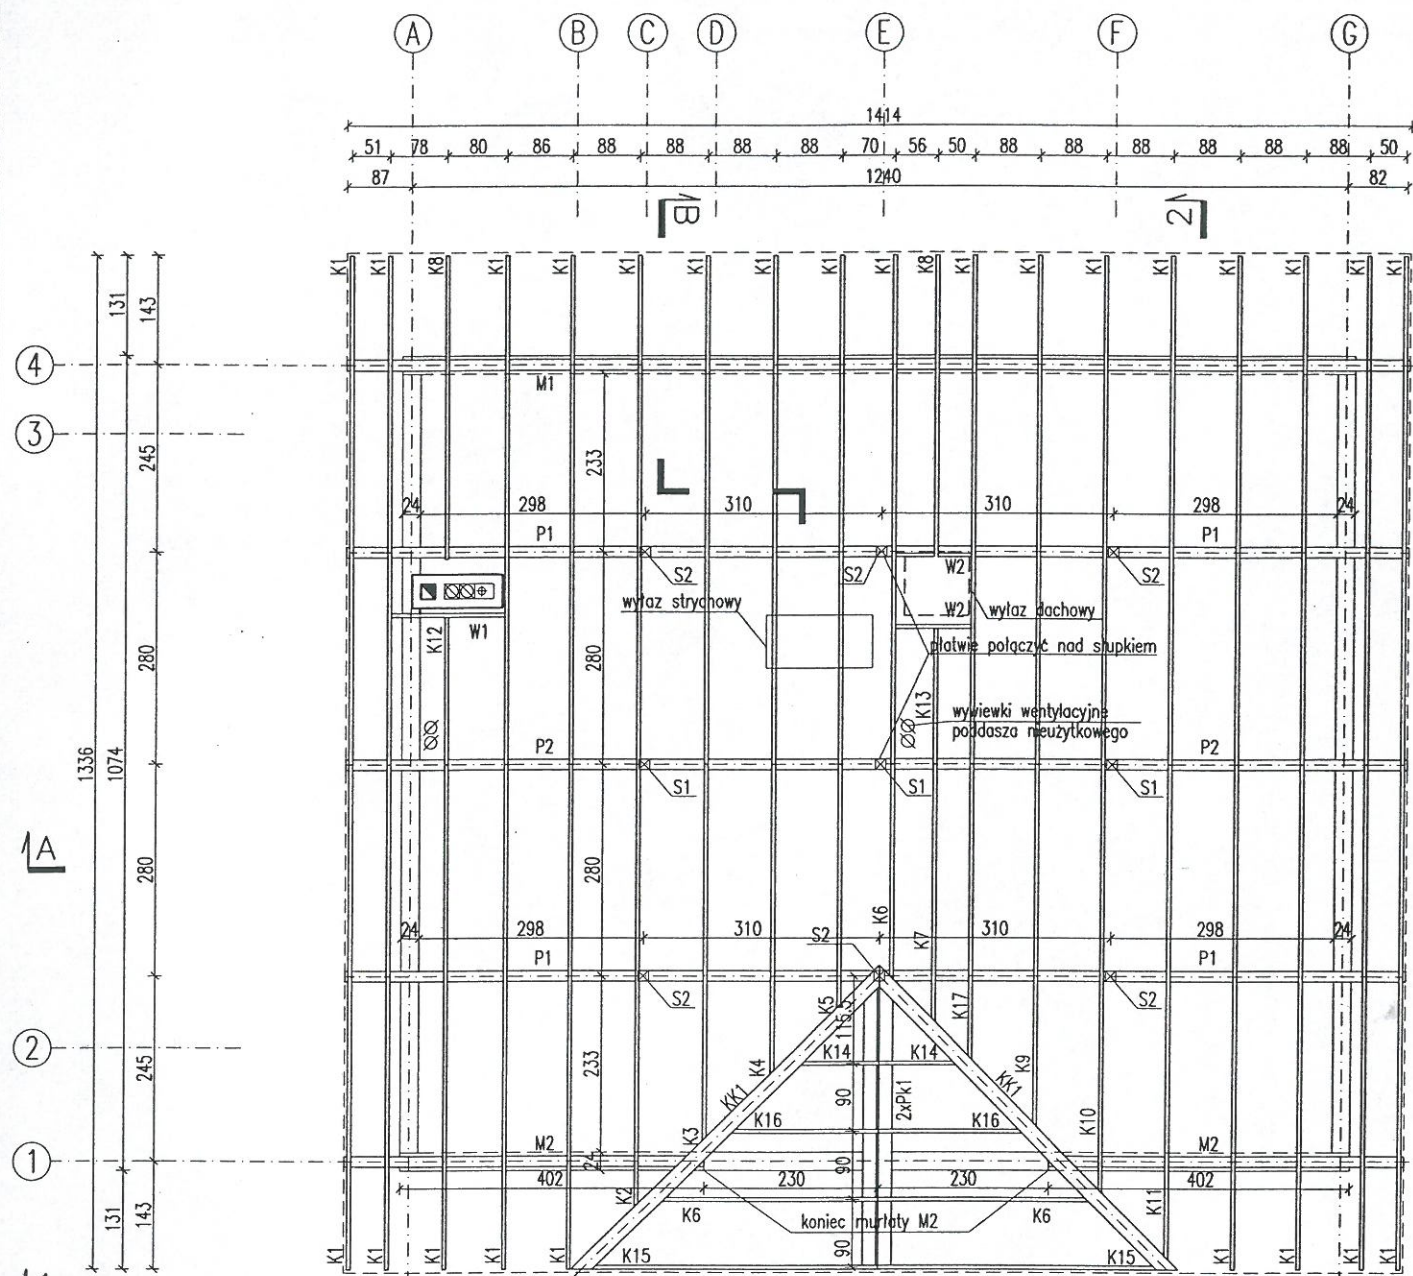 A B C D E F G
1414
51 78 80 86 88 88 88 88 70 56 50 88 88 88 88 88 88 50
87 1240 82
B 2
K1 K1 K8 K1 K1 K1 K1 K1 K1 K1 K8 K1 K1 K1 K1 K1 K1 K1 K1
131 143
4
M1
3
245 233
24 298 310 310 298 24
P1 P1
S2 S2 W2 S2
wyłaz strychowy W2 wyłaz dachowy
K12 W1
280 280 płatwie połączyć nad słupkiem
K13 wywiewki wentylacyjne
poddasza nieużytkowego
1336 1074
P2 P2
S1 S1 S1
A
280 280
K6
24 298 310 K7 310 298 24
P1 S2 P1
S2 K5 115.5 K17 S2
2
245 233 K4 K14 K14 K9
KK1 90 2xPk1 KK1
K3 K16 K16 K10
1
M2 24 90 M2
402 230 230 402
131 143 K2 K6 koniec murłaty M2 K6 K11
90
K1 K1 K1 K1 K1 K15 K15 K1 K1 K1 K1